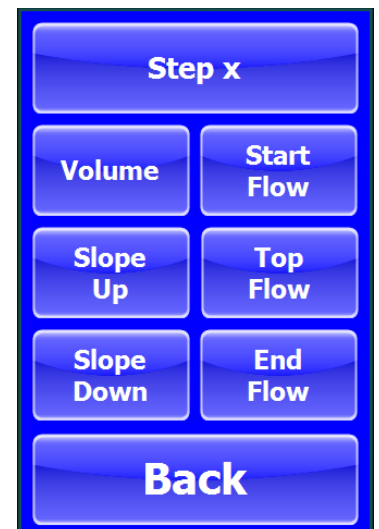 Step x
Volume
Start
Flow
Slope
Up
Top
Flow
Slope
Down
End
Flow
Back